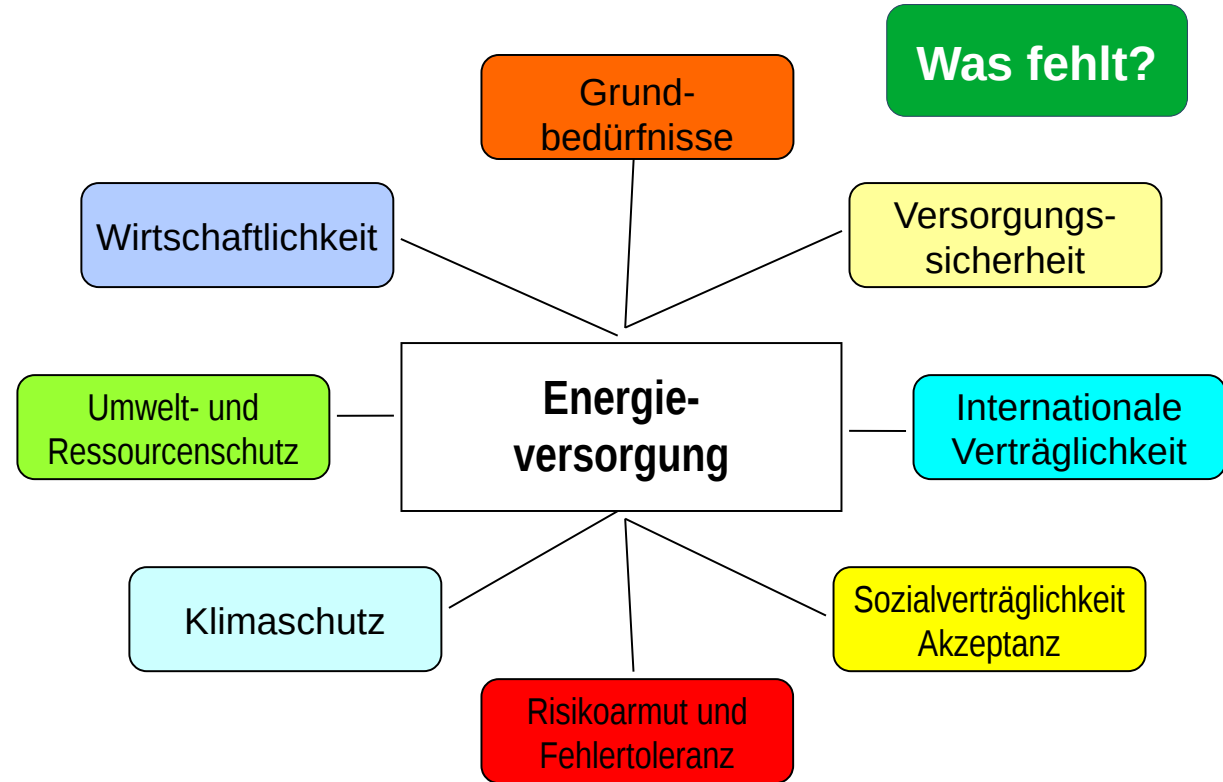 Was fehlt?
Grund-
bedürfnisse
Wirtschaftlichkeit
Versorgungs-
sicherheit
Umwelt- und
Ressourcenschutz
Energie-
versorgung
Internationale
Verträglichkeit
Klimaschutz
Sozialverträglichkeit
Akzeptanz
Risikoarmut und
Fehlertoleranz